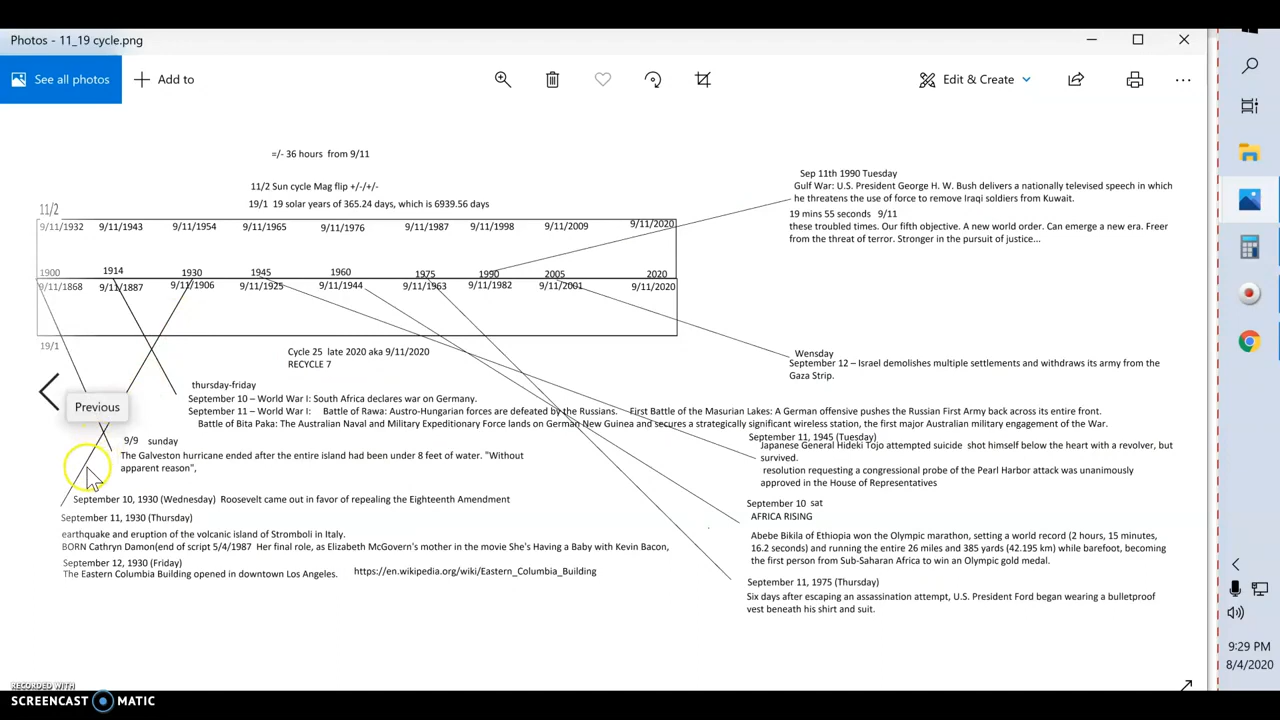 Photos - 11_19 cycle.png
See all photos
Add to
Edit & Create
=/- 36 hours from 9/11
11/2 Sun cycle Mag flip +/-/+/-
19/1 19 solar years of 365.24 days, which is 6939.56 days
11/2
9/11/1932 9/11/1943 9/11/1954 9/11/1965 9/11/1976 9/11/1987 9/11/1998 9/11/2009 9/11/2020
1900 1914 1930 1945 1960 1975 1990 2005 2020
9/11/1868 9/11/1887 9/11/1906 9/11/1925 9/11/1944 9/11/1963 9/11/1982 9/11/2001 9/11/2020
19/1
Cycle 25 late 2020 aka 9/11/2020
RECYCLE 7
Sep 11th 1990 Tuesday
Gulf War: U.S. President George H. W. Bush delivers a nationally televised speech in which
he threatens the use of force to remove Iraqi soldiers from Kuwait.
19 mins 55 seconds 9/11
these troubled times. Our fifth objective. A new world order. Can emerge a new era. Freer
from the threat of terror. Stronger in the pursuit of justice...
Wensday
September 12 – Israel demolishes multiple settlements and withdraws its army from the
Gaza Strip.
thursday-friday
September 10 – World War I: South Africa declares war on Germany.
September 11 – World War I: Battle of Rawa: Austro-Hungarian forces are defeated by the Russians. First Battle of the Masurian Lakes: A German offensive pushes the Russian First Army back across its entire front.
Battle of Bita Paka: The Australian Naval and Military Expeditionary Force lands on German New Guinea and secures a strategically significant wireless station, the first major Australian military engagement of the War.
Previous
9/9 sunday
The Galveston hurricane ended after the entire island had been under 8 feet of water. "Without
apparent reason",
September 10, 1930 (Wednesday) Roosevelt came out in favor of repealing the Eighteenth Amendment
September 11, 1930 (Thursday)
earthquake and eruption of the volcanic island of Stromboli in Italy.
BORN Cathryn Damon(end of script 5/4/1987 Her final role, as Elizabeth McGovern's mother in the movie She's Having a Baby with Kevin Bacon,
September 12, 1930 (Friday)
The Eastern Columbia Building opened in downtown Los Angeles. https://en.wikipedia.org/wiki/Eastern_Columbia_Building
September 11, 1945 (Tuesday)
Japanese General Hideki Tojo attempted suicide shot himself below the heart with a revolver, but
survived.
resolution requesting a congressional probe of the Pearl Harbor attack was unanimously
approved in the House of Representatives
September 10 sat
AFRICA RISING
Abebe Bikila of Ethiopia won the Olympic marathon, setting a world record (2 hours, 15 minutes,
16.2 seconds) and running the entire 26 miles and 385 yards (42.195 km) while barefoot, becoming
the first person from Sub-Saharan Africa to win an Olympic gold medal.
September 11, 1975 (Thursday)
Six days after escaping an assassination attempt, U.S. President Ford began wearing a bulletproof
vest beneath his shirt and suit.
9:29 PM
8/4/2020
RECORDED WITH
SCREENCAST MATIC